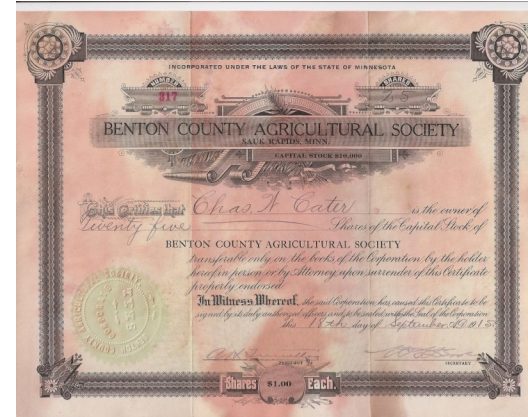 INCORPORATED UNDER THE LAWS OF THE STATE OF MINNESOTA
NUMBER
317
SHARES
25
BENTON COUNTY AGRICULTURAL SOCIETY
SAUK RAPIDS, MINN.
CAPITAL STOCK $10,000
This Certifies that Chas. N Cater is the owner of
Twenty five Shares of the Capital Stock of
BENTON COUNTY AGRICULTURAL SOCIETY
transferable only on the books of the Corporation by the holder
hereof in person or by Attorney upon surrender of this Certificate
properly endorsed
In Witness Whereof, the said Corporation has caused this Certificate to be
signed by its duly authorized officers and to be sealed with the Seal of the Corporation
this 18th day of September A.D. 1915
PRESIDENT
SECRETARY
Shares $1.00 Each.